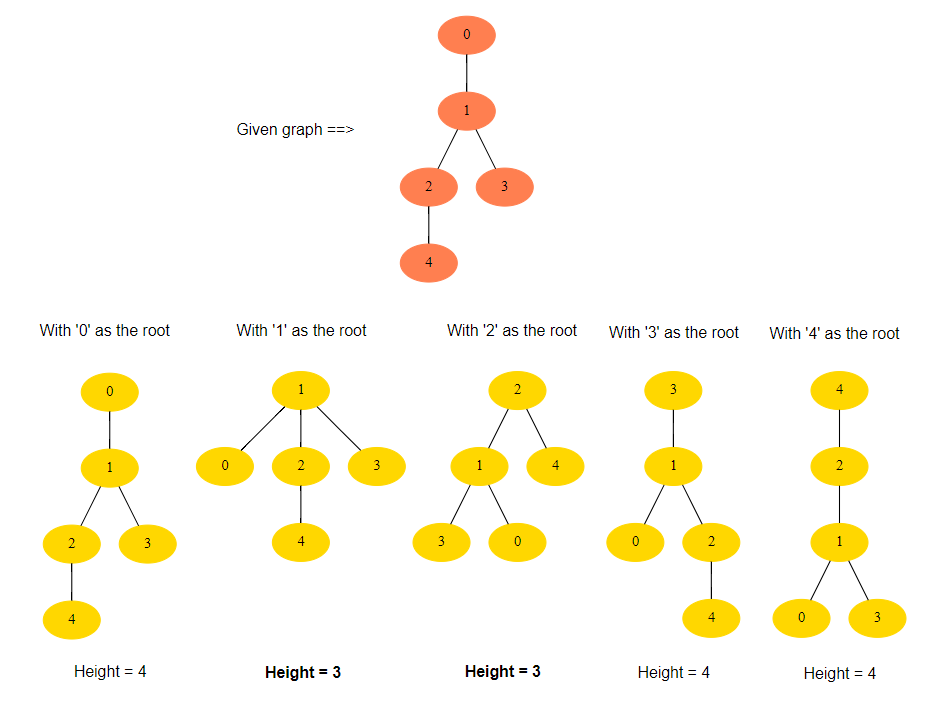 0
1
Given graph ==>
2 3
4
With '0' as the root With '1' as the root With '2' as the root With '3' as the root With '4' as the root
0 1 2 3 4
1 0 2 3 1 4 1 2
2 3 4 3 0 0 2 1
4 4 0 3
Height = 4 Height = 3 Height = 3 Height = 4 Height = 4